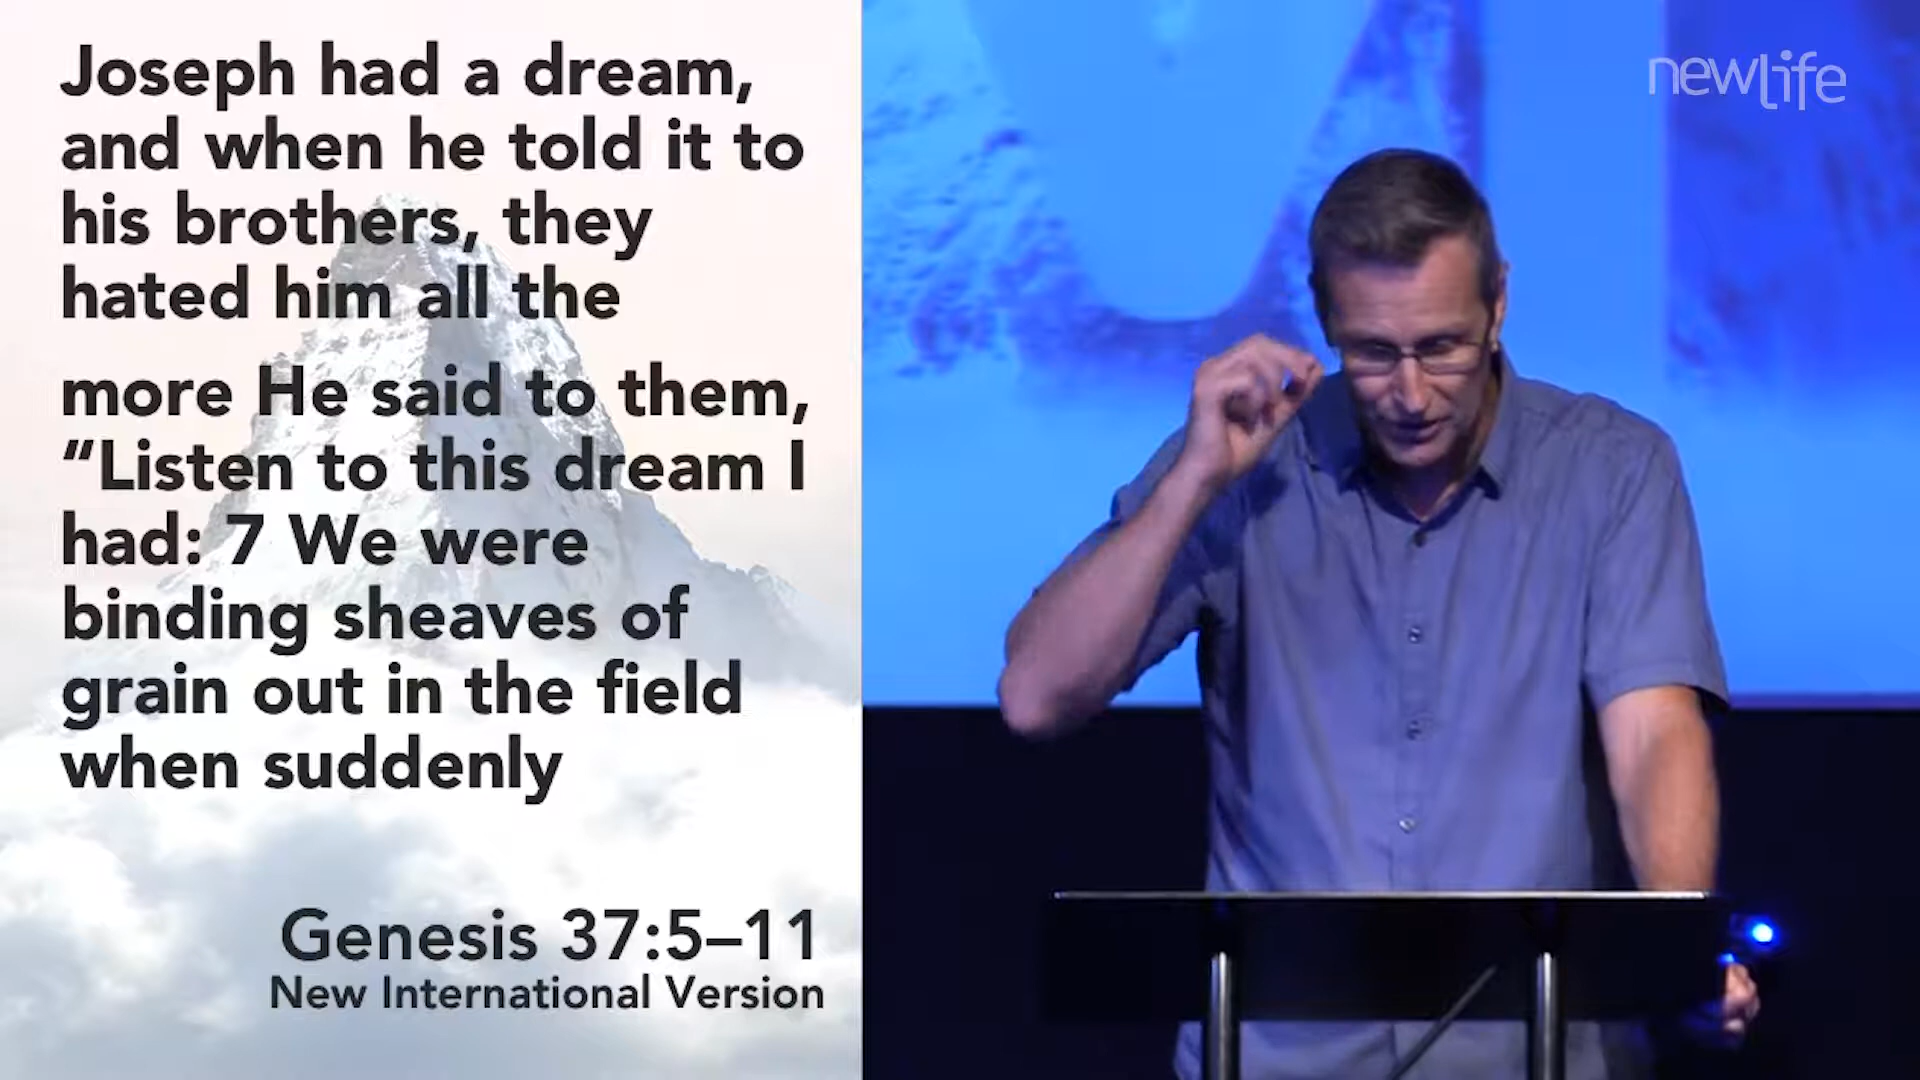 Joseph had a dream,
and when he told it to
his brothers, they
hated him all the
more He said to them,
“Listen to this dream I
had: 7 We were
binding sheaves of
grain out in the field
when suddenly
Genesis 37:5–11
New International Version
newlife